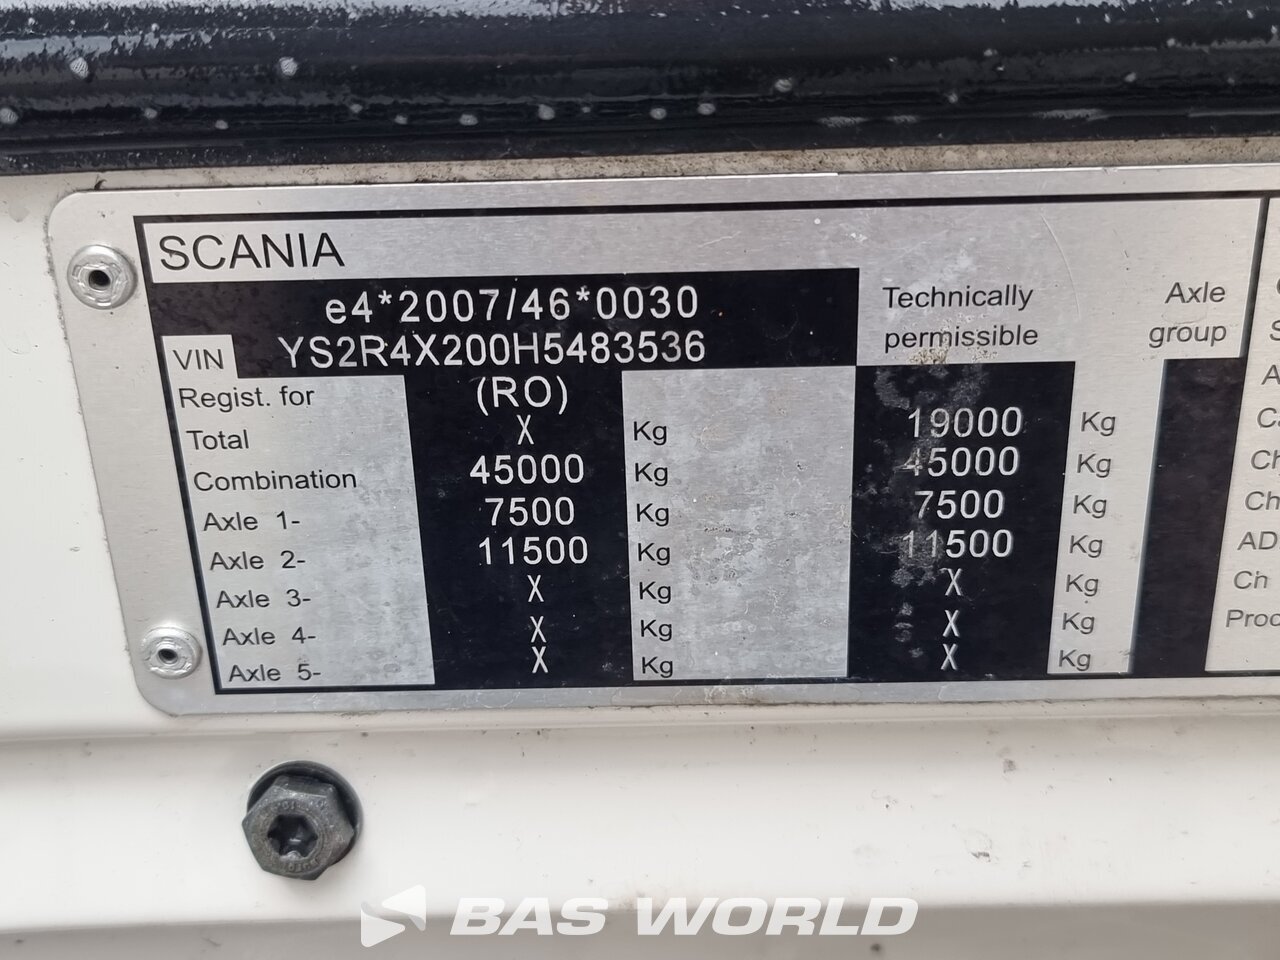 SCANIA
e4*2007/46*0030
VIN YS2R4X200H5483536
Technically permissible
Axle group
Regist. for (RO)
Total X Kg 19000 Kg
Combination 45000 Kg 45000 Kg
Axle 1- 7500 Kg 7500 Kg
Axle 2- 11500 Kg 11500 Kg
Axle 3- X Kg X Kg
Axle 4- X Kg X Kg
Axle 5- X Kg X Kg
AD
Ch
BAS WORLD